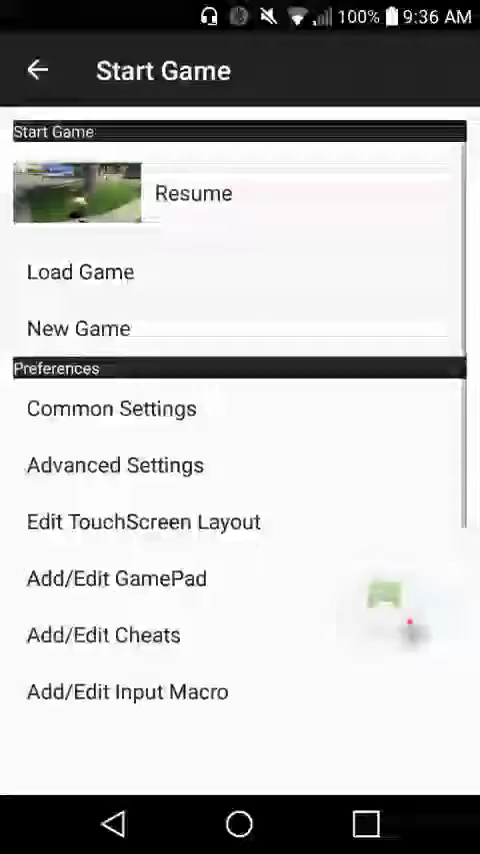 100% 9:36 AM
Start Game
Start Game
Resume
Load Game
New Game
Preferences
Common Settings
Advanced Settings
Edit TouchScreen Layout
Add/Edit GamePad
Add/Edit Cheats
Add/Edit Input Macro